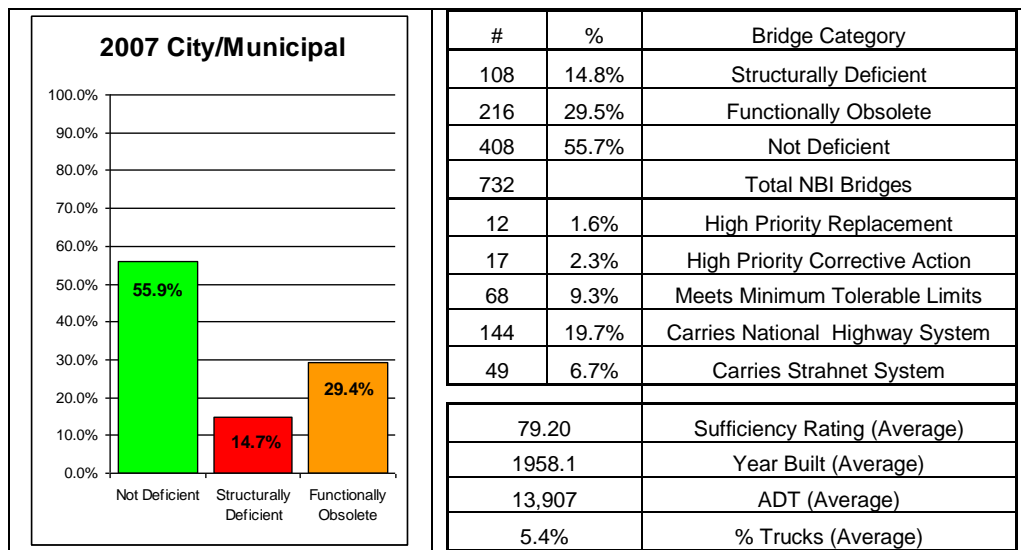 2007 City/Municipal
100.0%
90.0%
80.0%
70.0%
60.0%
50.0%
40.0%
30.0%
20.0%
10.0%
0.0%
55.9%
14.7%
29.4%
Not Deficient Structurally Functionally
Deficient Obsolete
# % Bridge Category
108 14.8% Structurally Deficient
216 29.5% Functionally Obsolete
408 55.7% Not Deficient
732 Total NBI Bridges
12 1.6% High Priority Replacement
17 2.3% High Priority Corrective Action
68 9.3% Meets Minimum Tolerable Limits
144 19.7% Carries National Highway System
49 6.7% Carries Strahnet System
79.20 Sufficiency Rating (Average)
1958.1 Year Built (Average)
13,907 ADT (Average)
5.4% % Trucks (Average)